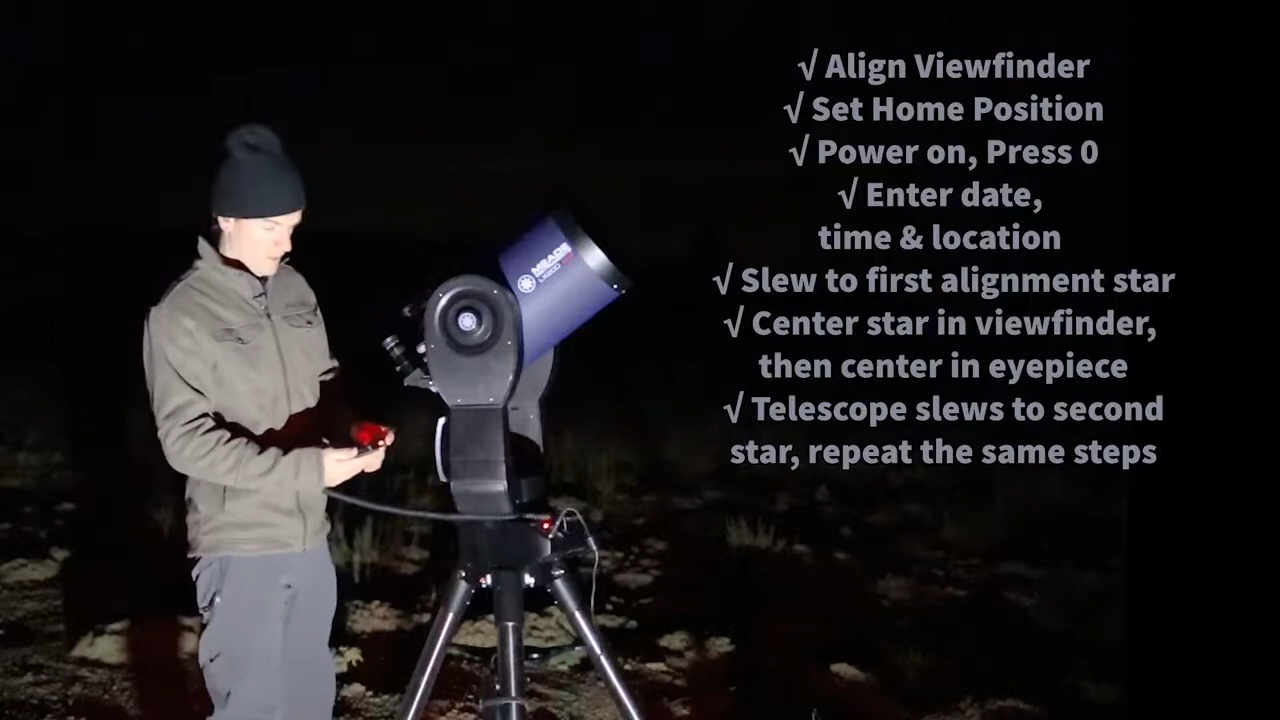 √ Align Viewfinder
√ Set Home Position
√ Power on, Press 0
√ Enter date,
time & location
√ Slew to first alignment star
√ Center star in viewfinder,
then center in eyepiece
√ Telescope slews to second
star, repeat the same steps
MEADE
LX200